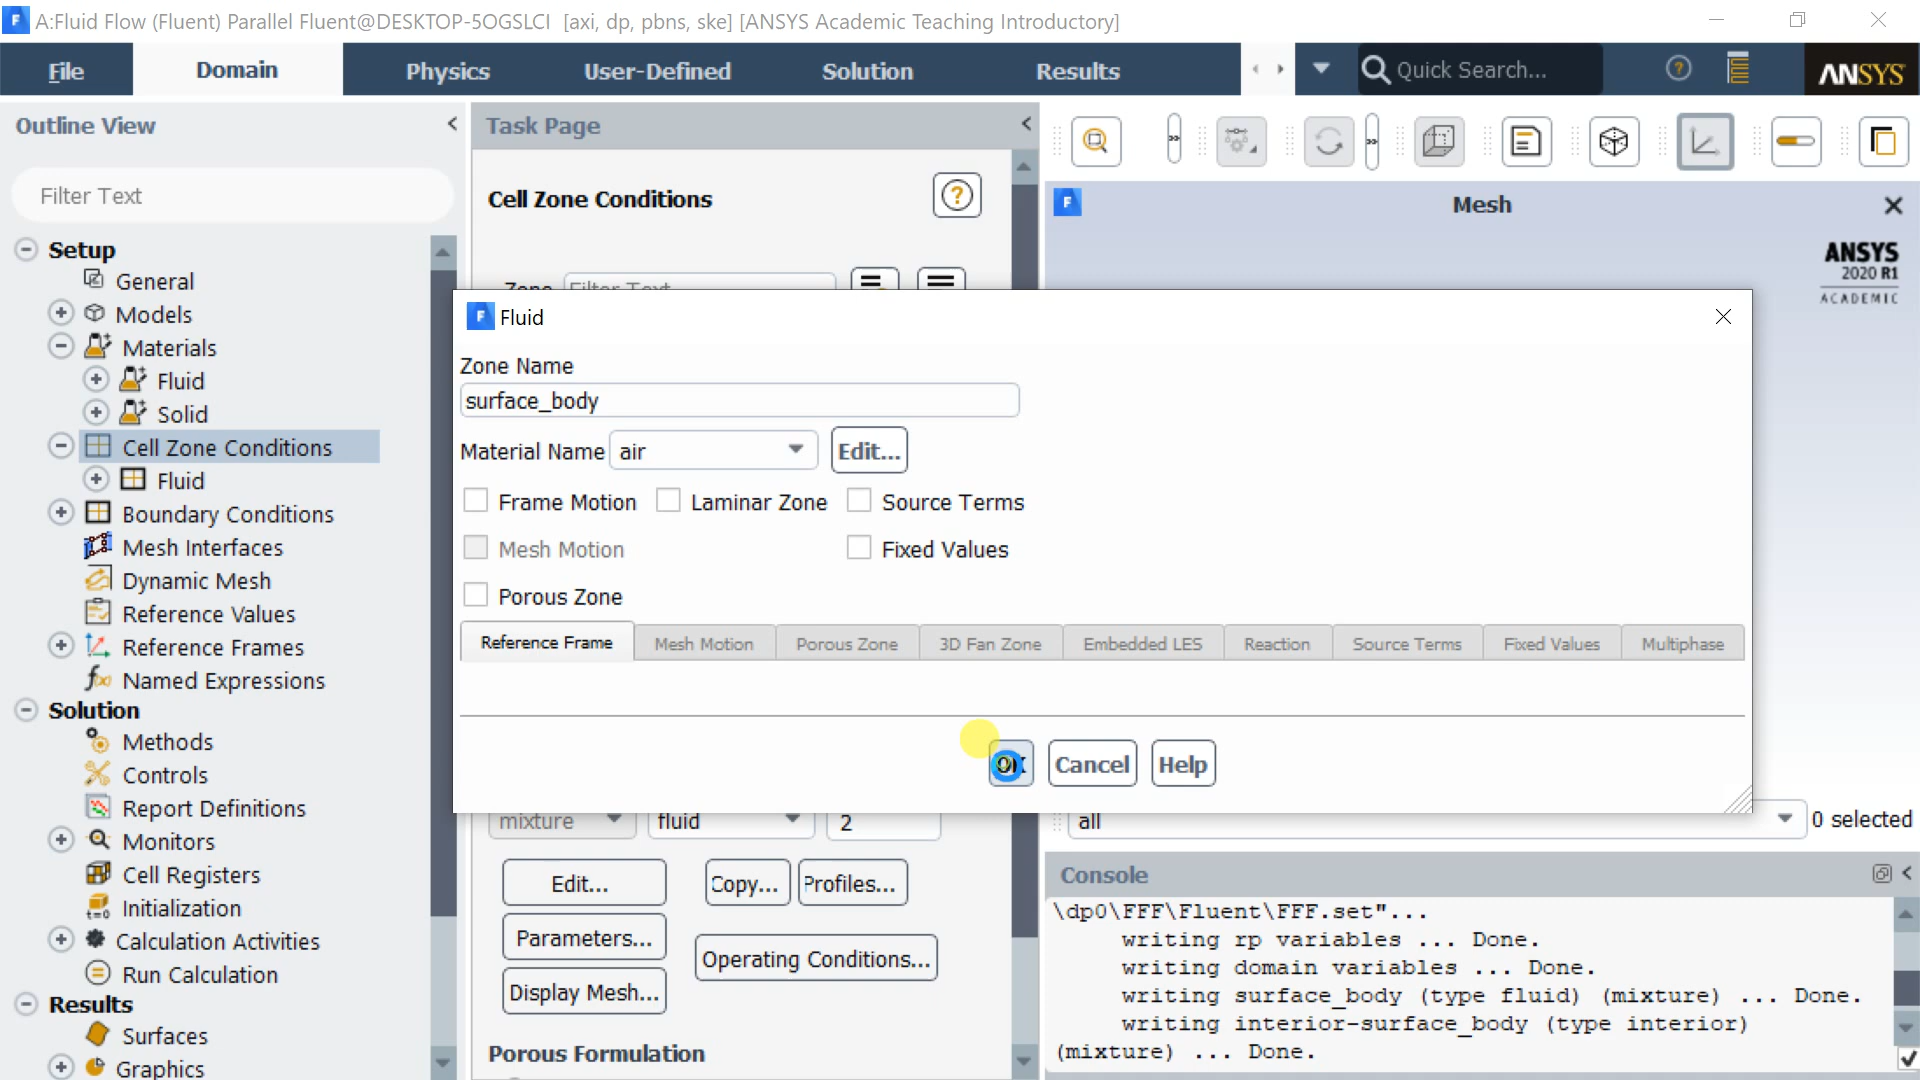 A:Fluid Flow (Fluent) Parallel Fluent@DESKTOP-5OGSLCI [axi, dp, pbns, ske] [ANSYS Academic Teaching Introductory]
File
Domain
Physics
User-Defined
Solution
Results
Quick Search...
ANSYS
Outline View
Filter Text
Setup
General
Models
Materials
Fluid
Solid
Cell Zone Conditions
Fluid
Boundary Conditions
Mesh Interfaces
Dynamic Mesh
Reference Values
Reference Frames
Named Expressions
Solution
Methods
Controls
Report Definitions
Monitors
Cell Registers
Initialization
Calculation Activities
Run Calculation
Results
Surfaces
Graphics
Task Page
Cell Zone Conditions
Zone Filter Text
Mesh
ANSYS
2020 R1
ACADEMIC
Fluid
Zone Name
surface_body
Material Name air Edit...
Frame Motion Laminar Zone Source Terms
Mesh Motion Fixed Values
Porous Zone
Reference Frame Mesh Motion Porous Zone 3D Fan Zone Embedded LES Reaction Source Terms Fixed Values Multiphase
OK Cancel Help
mixture fluid 2
Edit... Copy... Profiles...
Parameters... Operating Conditions...
Display Mesh...
Porous Formulation
all 0 selected
Console
\dp0\FFF\Fluent\FFF.set"...
writing rp variables ... Done.
writing domain variables ... Done.
writing surface_body (type fluid) (mixture) ... Done.
writing interior-surface_body (type interior)
(mixture) ... Done.